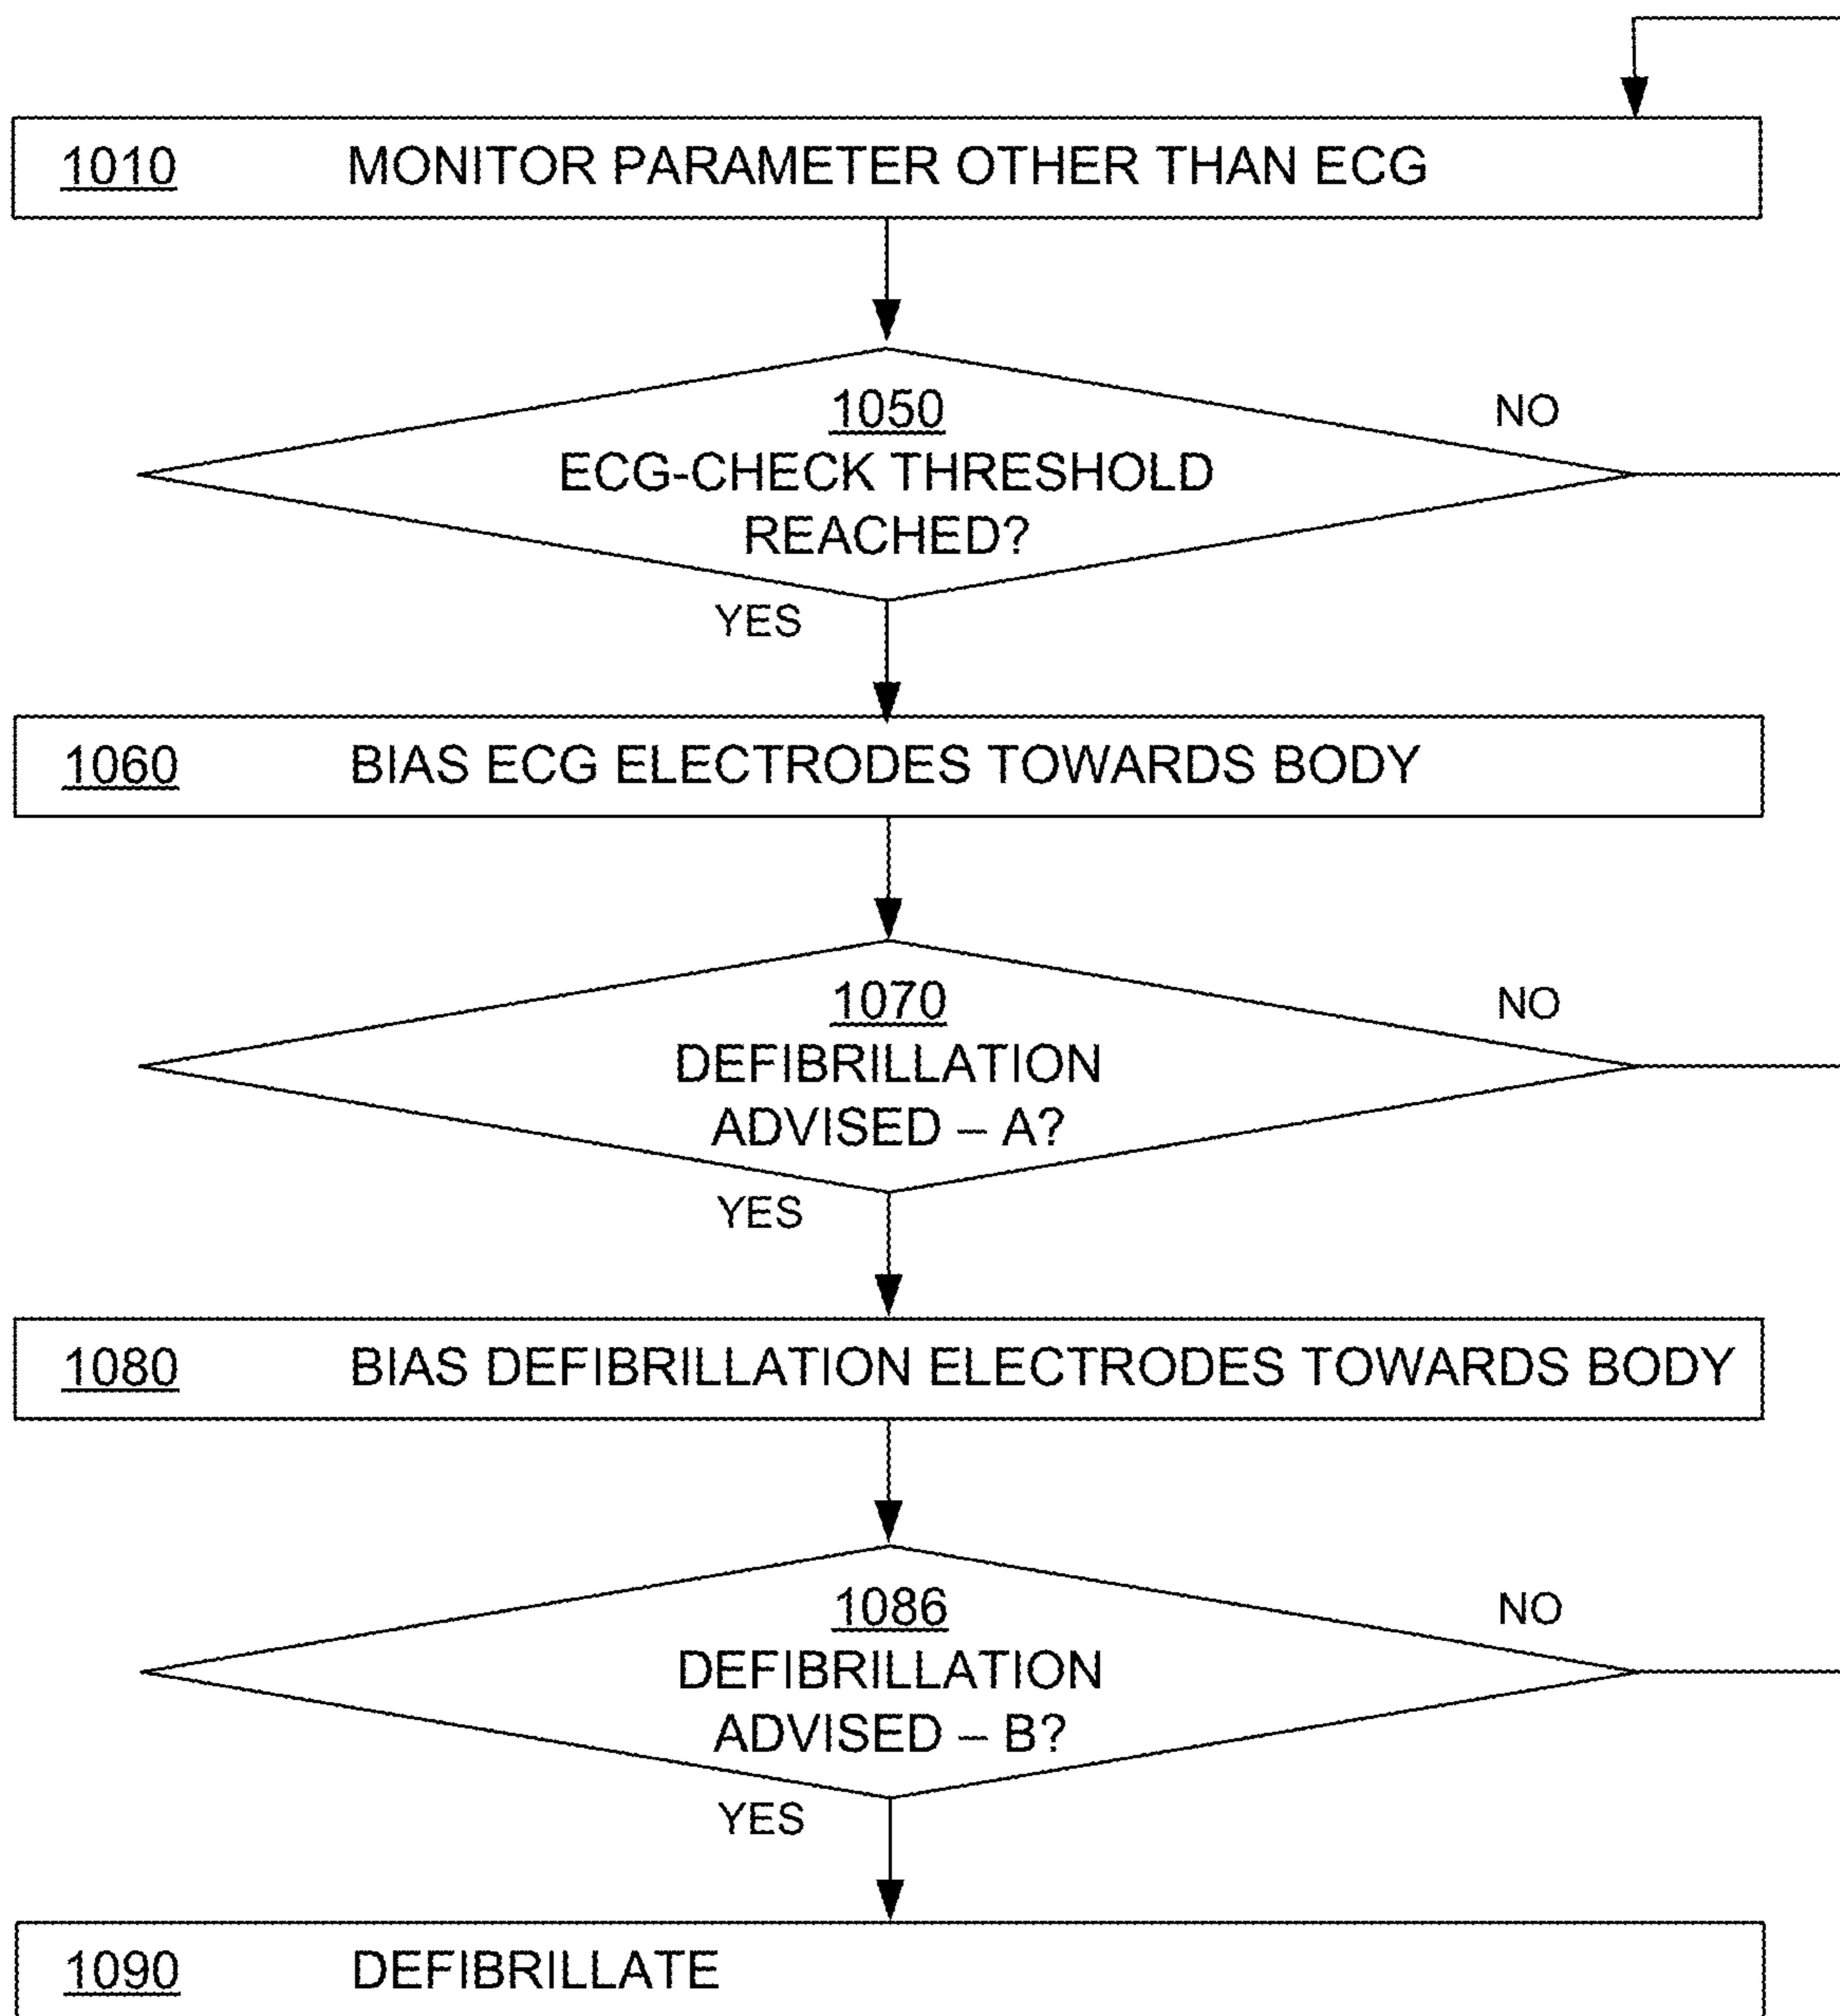 1010 MONITOR PARAMETER OTHER THAN ECG
1050
ECG-CHECK THRESHOLD
REACHED?
NO
YES
1060 BIAS ECG ELECTRODES TOWARDS BODY
1070
DEFIBRILLATION
ADVISED – A?
NO
YES
1080 BIAS DEFIBRILLATION ELECTRODES TOWARDS BODY
1086
DEFIBRILLATION
ADVISED – B?
NO
YES
1090 DEFIBRILLATE